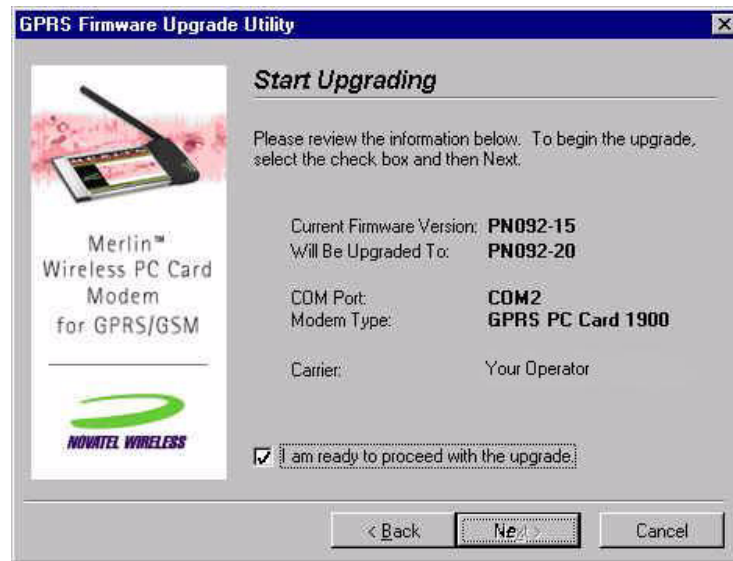 GPRS Firmware Upgrade Utility
Start Upgrading
Please review the information below. To begin the upgrade,
select the check box and then Next.
Current Firmware Version: PN092-15
Will Be Upgraded To: PN092-20
COM Port: COM2
Modem Type: GPRS PC Card 1900
Carrier: Your Operator
I am ready to proceed with the upgrade.
Merlin™
Wireless PC Card
Modem
for GPRS/GSM
NOVATEL WIRELESS
< Back
Next >
Cancel